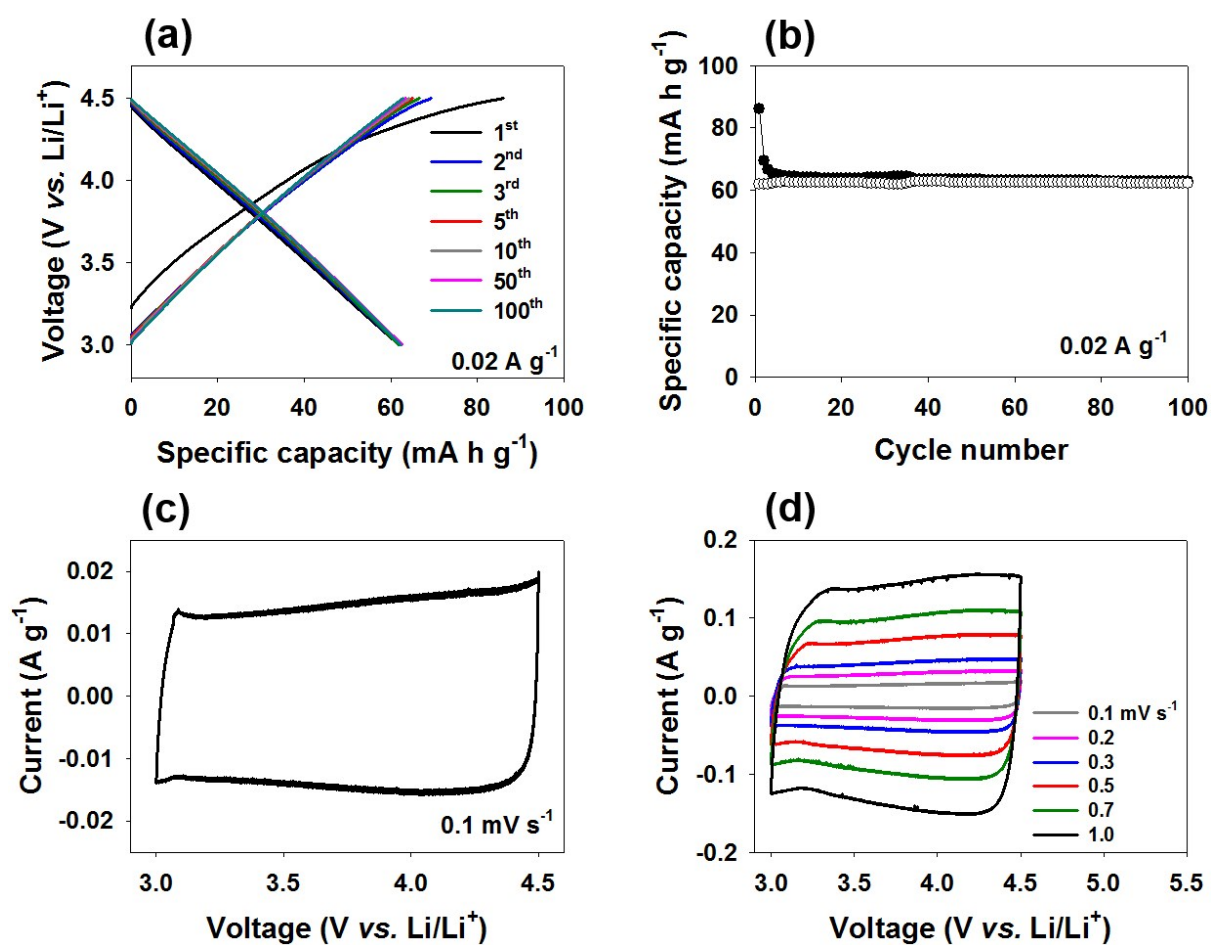 (a)
Voltage (V vs. Li/Li⁺)
4.5
4.0
3.5
3.0
1ˢᵗ
2ⁿᵈ
3ʳᵈ
5ᵗʰ
10ᵗʰ
50ᵗʰ
100ᵗʰ
0.02 A g⁻¹
0 20 40 60 80 100
Specific capacity (mA h g⁻¹)
(b)
Specific capacity (mA h g⁻¹)
100
80
60
40
20
0
0.02 A g⁻¹
0 20 40 60 80 100
Cycle number
(c)
Current (A g⁻¹)
0.02
0.01
0.00
-0.01
-0.02
0.1 mV s⁻¹
3.0 3.5 4.0 4.5
Voltage (V vs. Li/Li⁺)
(d)
Current (A g⁻¹)
0.2
0.1
0.0
-0.1
-0.2
0.1 mV s⁻¹
0.2
0.3
0.5
0.7
1.0
3.0 3.5 4.0 4.5 5.0 5.5
Voltage (V vs. Li/Li⁺)